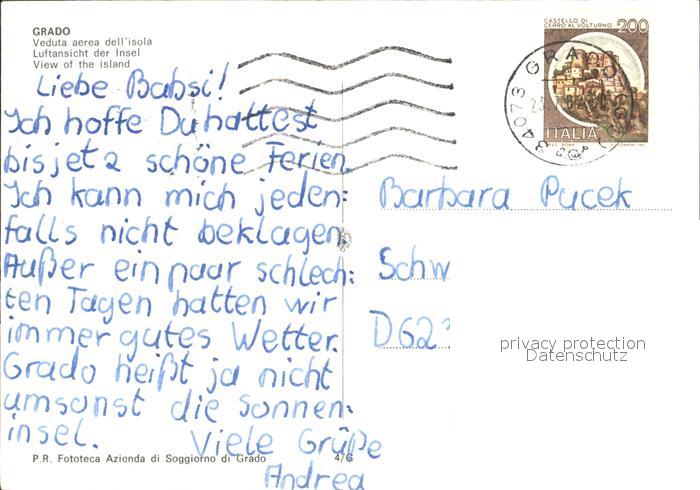 GRADO
Veduta aerea dell'isola
Luftansicht der Insel
View of the island
Liebe Babsi!
Ich hoffe Du hattest
bis jetz schöne Ferien.
Ich kann mich jeden=
falls nicht beklagen.
Außer ein paar schlech=
ten Tagen hatten wir
immer gutes Wetter.
Grado heißt ja nicht
umsonst die Sonnen=
insel.
Viele Grüße
Andrea
P.R. Fototeca Azienda di Soggiorno di Grado
4/G
CASTELLO DI
CERRO AL VOLTURNO 200
ITALIA
34073 GRADO
Barbara Pucek
Schw
D 62
privacy protection
Datenschutz